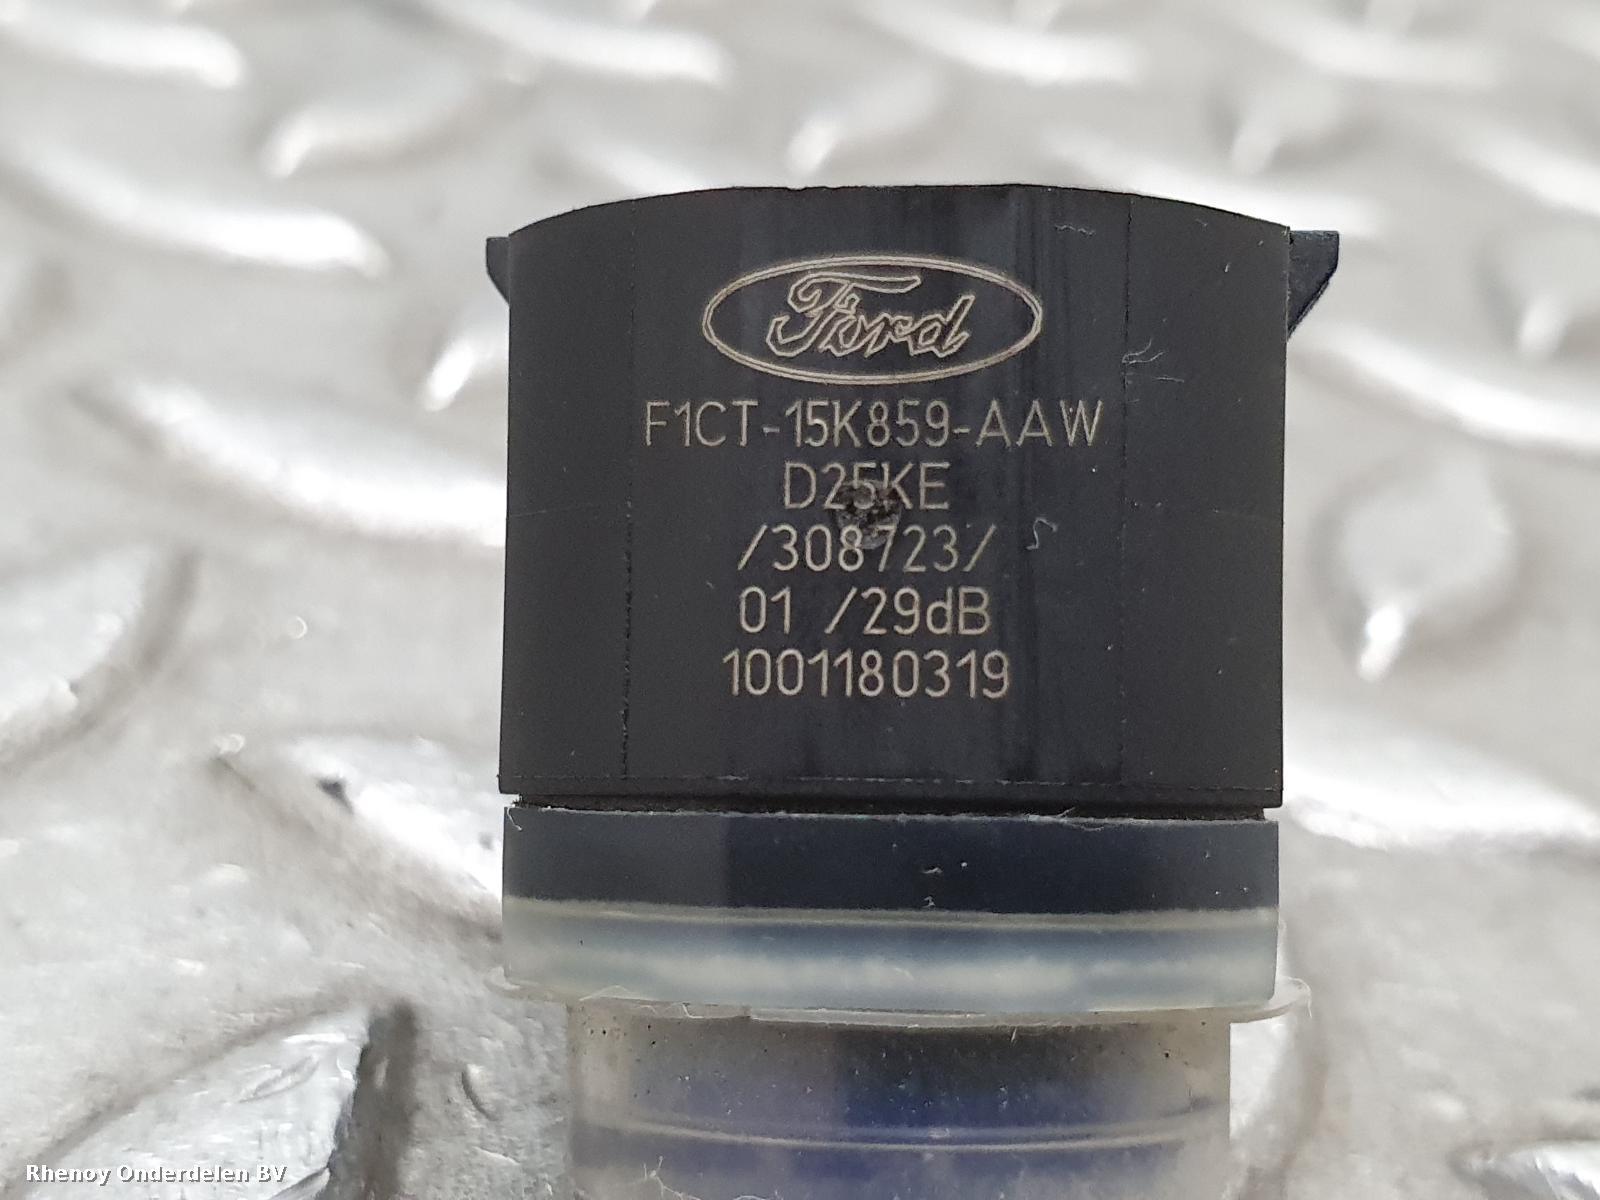 Ford
F1CT-15K859-AAW
D25KE
/308723/
01 /29dB
1001180319
Rhenoy Onderdelen BV